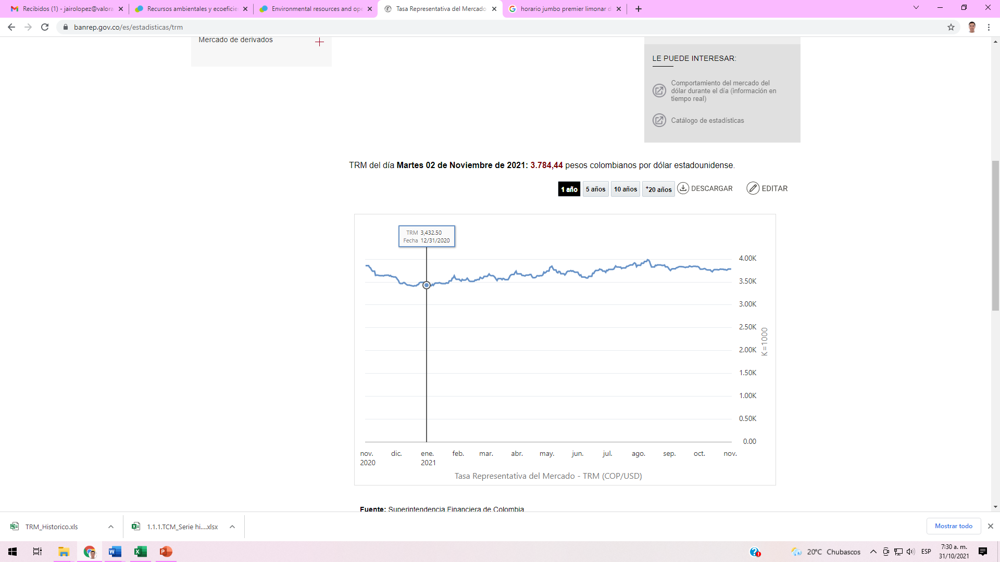 Recibidos (1) - jairolopez@valora
Recursos ambientales y ecoeficie
Environmental resources and ope
Tasa Representativa del Mercado
horario jumbo premier limonar d
banrep.gov.co/es/estadisticas/trm
Mercado de derivados
LE PUEDE INTERESAR:
Comportamiento del mercado del
dólar durante el día (información en
tiempo real)
Catálogo de estadísticas
TRM del día Martes 02 de Noviembre de 2021: 3.784,44 pesos colombianos por dólar estadounidense.
1 año
5 años
10 años
+20 años
DESCARGAR
EDITAR
TRM 3,432.50
Fecha 12/31/2020
4.00K
3.50K
3.00K
2.50K
2.00K
1.50K
1.00K
0.50K
0.00
K=1000
nov. dic. ene. feb. mar. abr. may. jun. jul. ago. sep. oct. nov.
2020 2021
Tasa Representativa del Mercado - TRM (COP/USD)
Fuente: Superintendencia Financiera de Colombia
TRM_Historico.xls
1.1.1.TCM_Serie hi....xlsx
Mostrar todo
20°C Chubascos
ESP
7:30 a. m.
31/10/2021